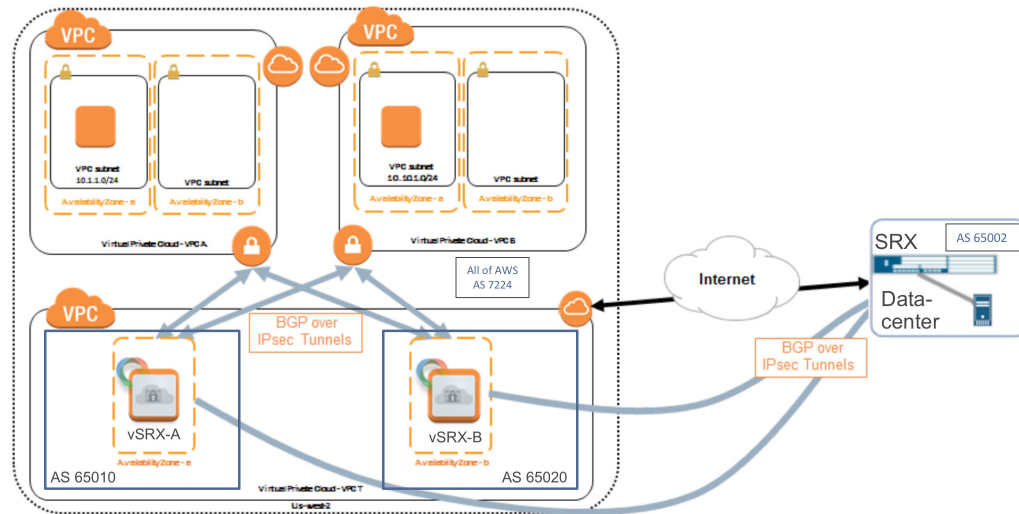 VPC
VPC
VPC subnet
10.1.1.0/24
VPC subnet
AvailabilityZone - a
AvailabilityZone - b
Virtual Private Cloud - VPC A
VPC subnet
10.10.1.0/24
VPC subnet
AvailabilityZone - a
AvailabilityZone - b
Virtual Private Cloud - VPC B
All of AWS
AS 7224
Internet
SRX
AS 65002
Data-
center
VPC
BGP over
IPsec Tunnels
BGP over
IPsec Tunnels
vSRX-A
vSRX-B
AvailabilityZone - a
AvailabilityZone - b
AS 65010
AS 65020
Virtual Private Cloud - VPC T
Us-west-2